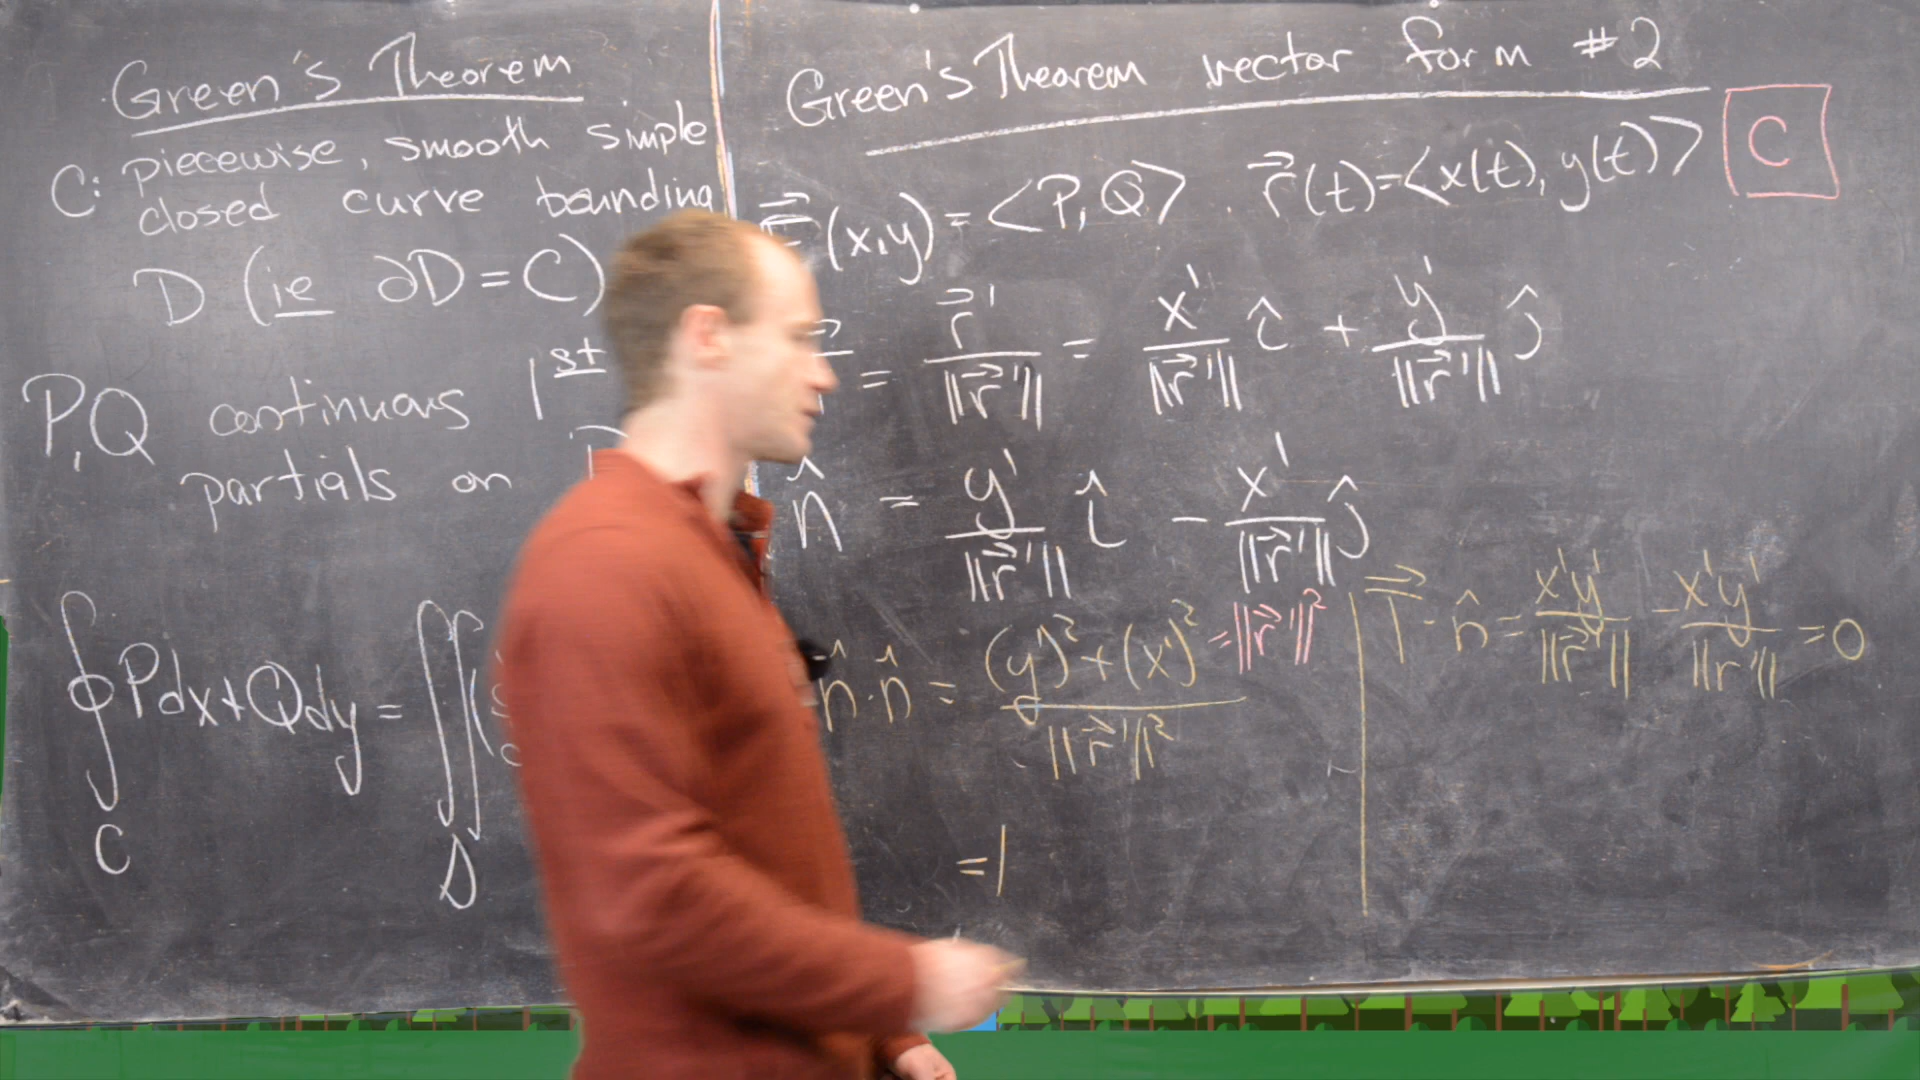 Green's Theorem
C: piecewise, smooth simple
closed curve bounding
D (ie ∂D = C)
P,Q continuous 1st
partials on
∮ Pdx + Qdy = ∬
C D
Green's Theorem vector form #2
F⃗(x,y) = <P,Q> . r⃗(t) = <x(t), y(t)> C
= r⃗'/||r⃗'|| = x'/||r⃗'|| î + y'/||r⃗'|| ĵ
n̂ = y'/||r⃗'|| î - x'/||r⃗'|| ĵ
n̂·n̂ = (y')²+(x')²/||r⃗'||² =||r⃗'||²
=1
T⃗·n̂ = x'y'/||r⃗'|| - x'y'/||r'|| = 0